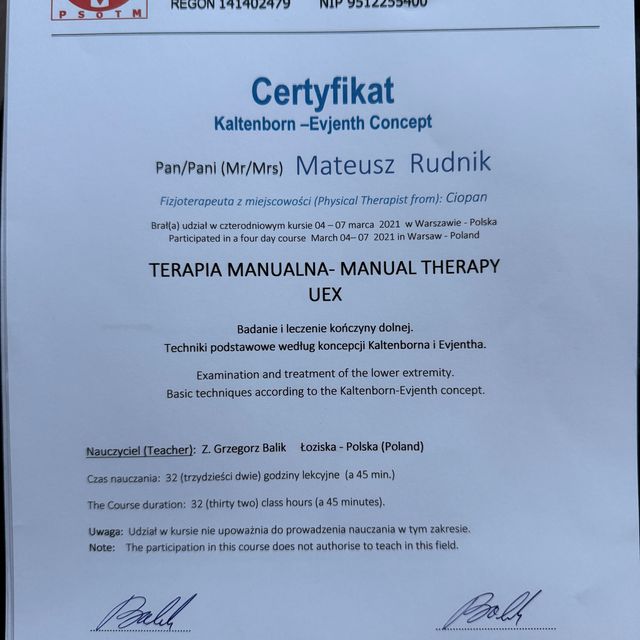 PSOTM
REGON 141402479 NIP 9512255400
Certyfikat
Kaltenborn –Evjenth Concept
Pan/Pani (Mr/Mrs) Mateusz Rudnik
Fizjoterapeuta z miejscowości (Physical Therapist from): Ciopan
Brał(a) udział w czterodniowym kursie 04 – 07 marca 2021 w Warszawie - Polska
Participated in a four day course March 04– 07 2021 in Warsaw - Poland
TERAPIA MANUALNA- MANUAL THERAPY
UEX
Badanie i leczenie kończyny dolnej.
Techniki podstawowe według koncepcji Kaltenborna i Evjentha.
Examination and treatment of the lower extremity.
Basic techniques according to the Kaltenborn-Evjenth concept.
Nauczyciel (Teacher): Z. Grzegorz Balik Łoziska - Polska (Poland)
Czas nauczania: 32 (trzydzieści dwie) godziny lekcyjne (a 45 min.)
The Course duration: 32 (thirty two) class hours (a 45 minutes).
Uwaga: Udział w kursie nie upoważnia do prowadzenia nauczania w tym zakresie.
Note: The participation in this course does not authorise to teach in this field.